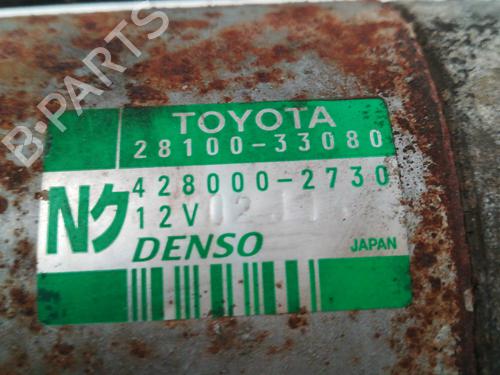 B-PARTS
TOYOTA
28100-33080
428000-2730
Nク
12V
DENSO
JAPAN